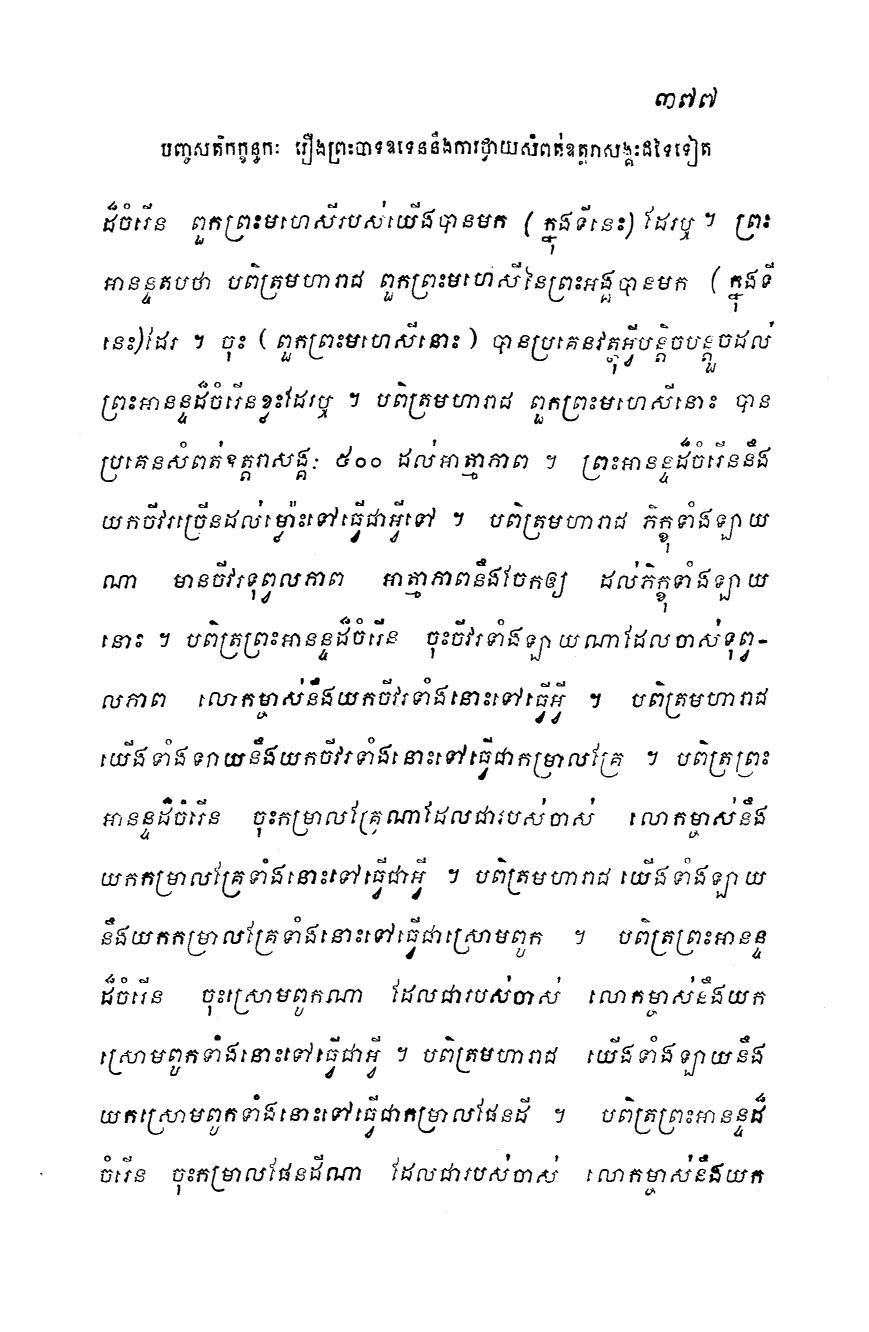 ៣៧៧
បញ្ចសតិកក្ខន្ធកៈ រឿងព្រះបាទឧទេននឹងការថ្វាយសំពត់ឧត្តរាសង្គៈដទៃទៀត
ដ៏ចំរើន ពួកព្រះមហេសីរបស់យើងបានមក (ក្នុងទីនេះ) ដែរឬ ។ ព្រះ
អានន្ទតបថា បពិត្រមហារាជ ពួកព្រះមហេសីនៃព្រះអង្គបានមក (ក្នុងទី
នេះ)ដែរ ។ ចុះ (ពួកព្រះមហេសីនោះ) បានប្រគេនវត្ថុអ្វីបន្តិចបន្តួចដល់
ព្រះអានន្ទដ៏ចំរើនខ្លះដែរឬ ។ បពិត្រមហារាជ ពួកព្រះមហេសីនោះ បាន
ប្រគេនសំពត់ឧត្តរាសង្គៈ ៥០០ ដល់អាត្មាភាព ។ ព្រះអានន្ទដ៏ចំរើននឹង
យកចីវរច្រើនដល់ម្ល៉ោះទៅធ្វើជាអ្វីទៅ ។ បពិត្រមហារាជ ភិក្ខុទាំងឡាយ
ណា មានចីវរទុព្វលភាព អាត្មាភាពនឹងចែកឲ្យ ដល់ភិក្ខុទាំងឡាយ
នោះ ។ បពិត្រព្រះអានន្ទដ៏ចំរើន ចុះចីវរទាំងឡាយណាដែលចាស់ទុព្វ-
លភាព លោកម្ចាស់នឹងយកចីវរទាំងនោះទៅធ្វើអ្វី ។ បពិត្រមហារាជ
យើងទាំងឡាយនឹងយកចីវរទាំងនោះទៅធ្វើជាកម្រាលគ្រែ ។ បពិត្រព្រះ
អានន្ទដ៏ចំរើន ចុះកម្រាលគ្រែណាដែលជារបស់ចាស់ លោកម្ចាស់នឹង
យកកម្រាលគ្រែទាំងនោះទៅធ្វើជាអ្វី ។ បពិត្រមហារាជ យើងទាំងឡាយ
នឹងយកកម្រាលគ្រែទាំងនោះទៅធ្វើជាស្រោមពូក ។ បពិត្រព្រះអានន្ទ
ដ៏ចំរើន ចុះស្រោមពូកណា ដែលជារបស់ចាស់ លោកម្ចាស់នឹងយក
ស្រោមពូកទាំងនោះទៅធ្វើជាអ្វី ។ បពិត្រមហារាជ យើងទាំងឡាយនឹង
យកស្រោមពូកទាំងនោះទៅធ្វើជាកម្រាលផែនដី ។ បពិត្រព្រះអានន្ទដ៏
ចំរើន ចុះកម្រាលផែនដីណា ដែលជារបស់ចាស់ លោកម្ចាស់នឹងយក